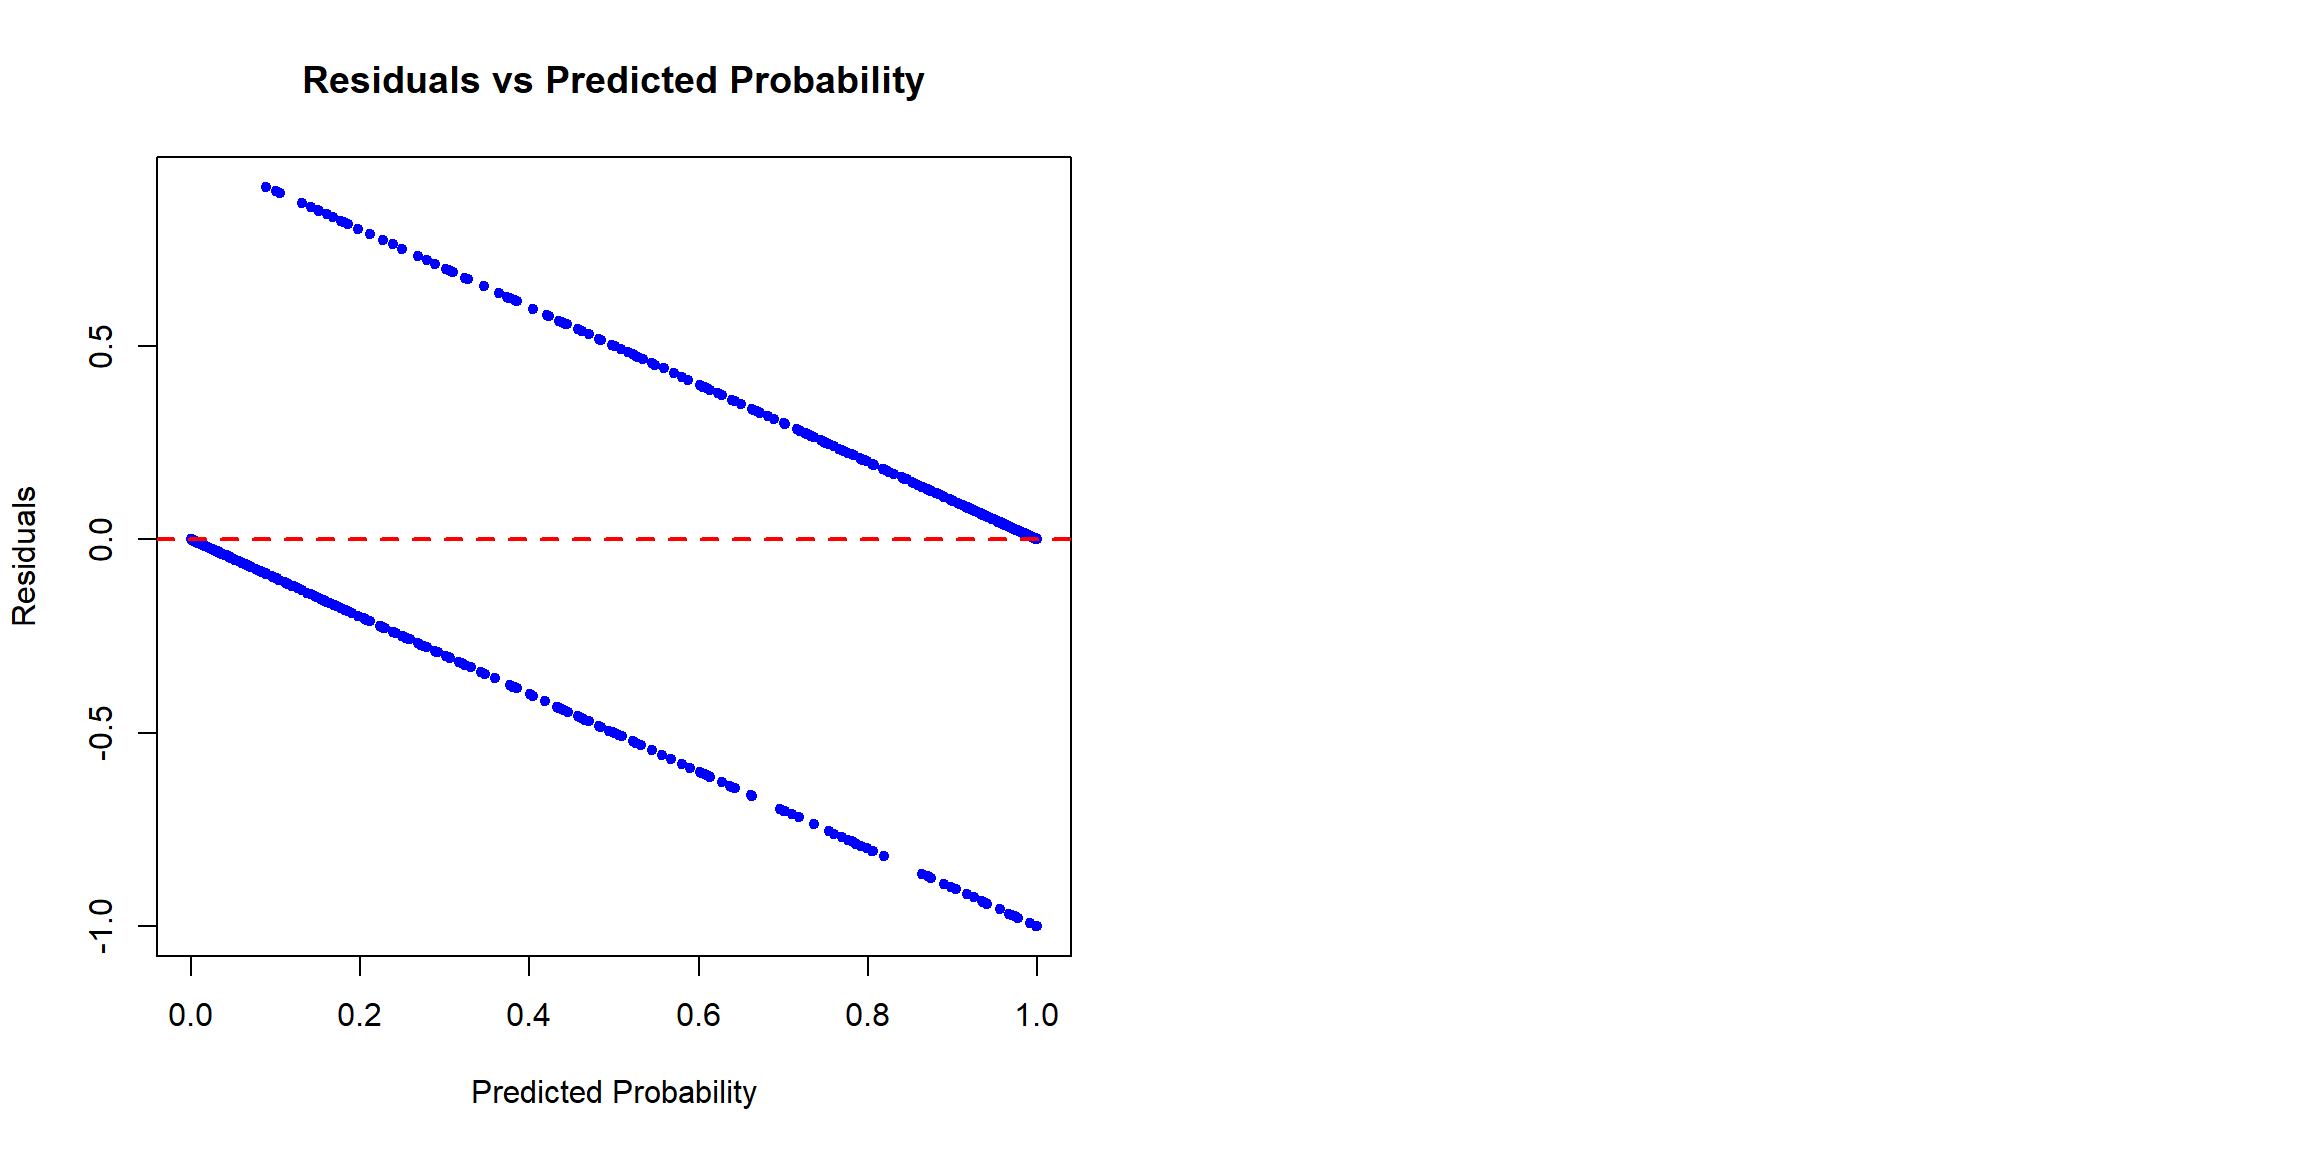 Residuals vs Predicted Probability
Residuals
0.5
0.0
-0.5
-1.0
0.0 0.2 0.4 0.6 0.8 1.0
Predicted Probability